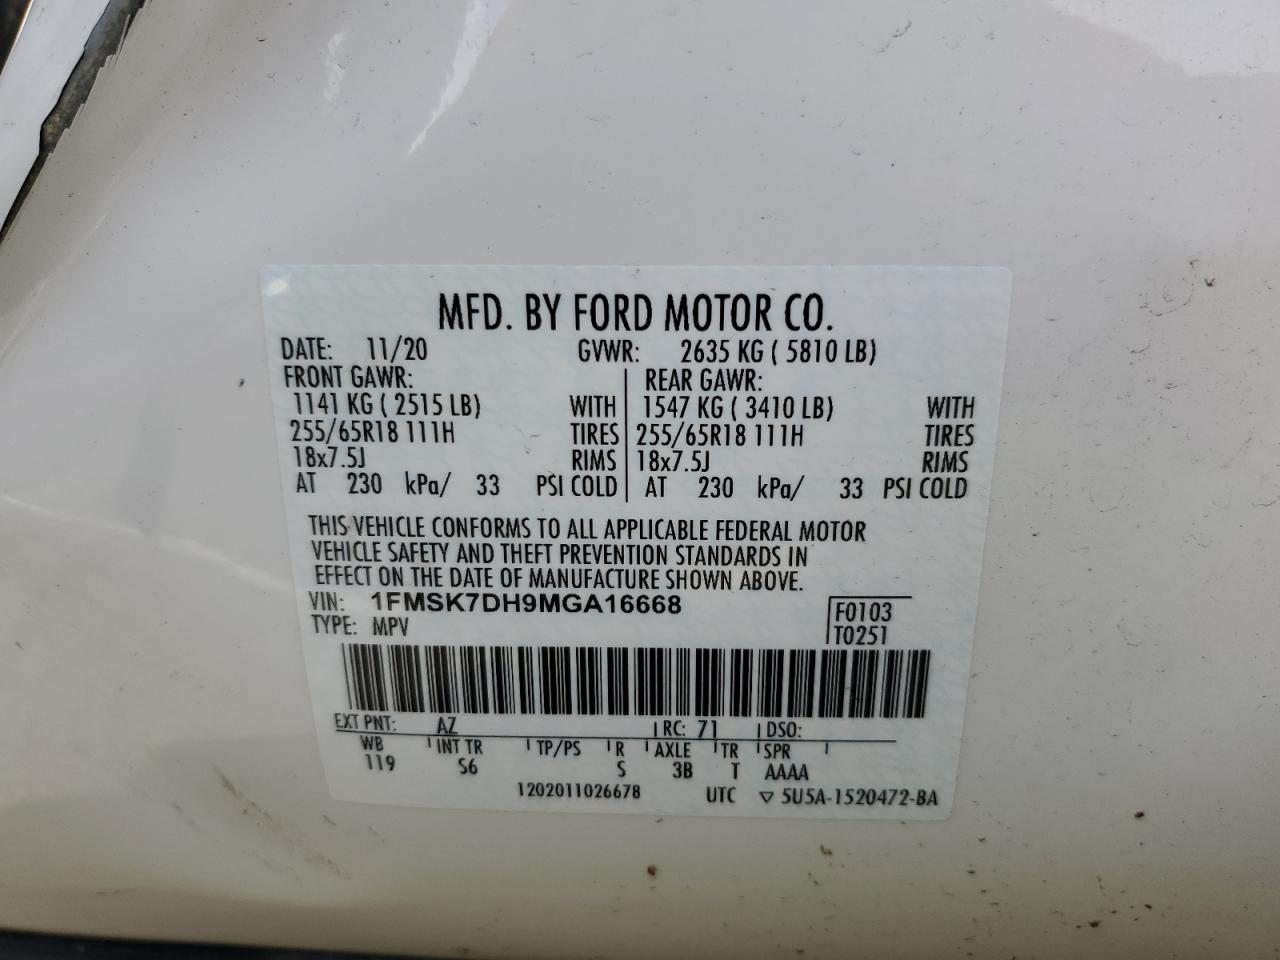 MFD. BY FORD MOTOR CO.
DATE: 11/20 GVWR: 2635 KG ( 5810 LB)
FRONT GAWR: REAR GAWR:
1141 KG ( 2515 LB) WITH 1547 KG ( 3410 LB) WITH
255/65R18 111H TIRES 255/65R18 111H TIRES
18x7.5J RIMS 18x7.5J RIMS
AT 230 kPa/ 33 PSI COLD AT 230 kPa/ 33 PSI COLD
THIS VEHICLE CONFORMS TO ALL APPLICABLE FEDERAL MOTOR
VEHICLE SAFETY AND THEFT PREVENTION STANDARDS IN
EFFECT ON THE DATE OF MANUFACTURE SHOWN ABOVE.
VIN: 1FMSK7DH9MGA16668 F0103
TYPE: MPV T0251
EXT PNT: AZ RC: 71 DSO:
WB INT TR TP/PS R AXLE TR SPR
119 S6 S 3B T AAAA
1202011026678 UTC ▽ 5U5A-1520472-BA